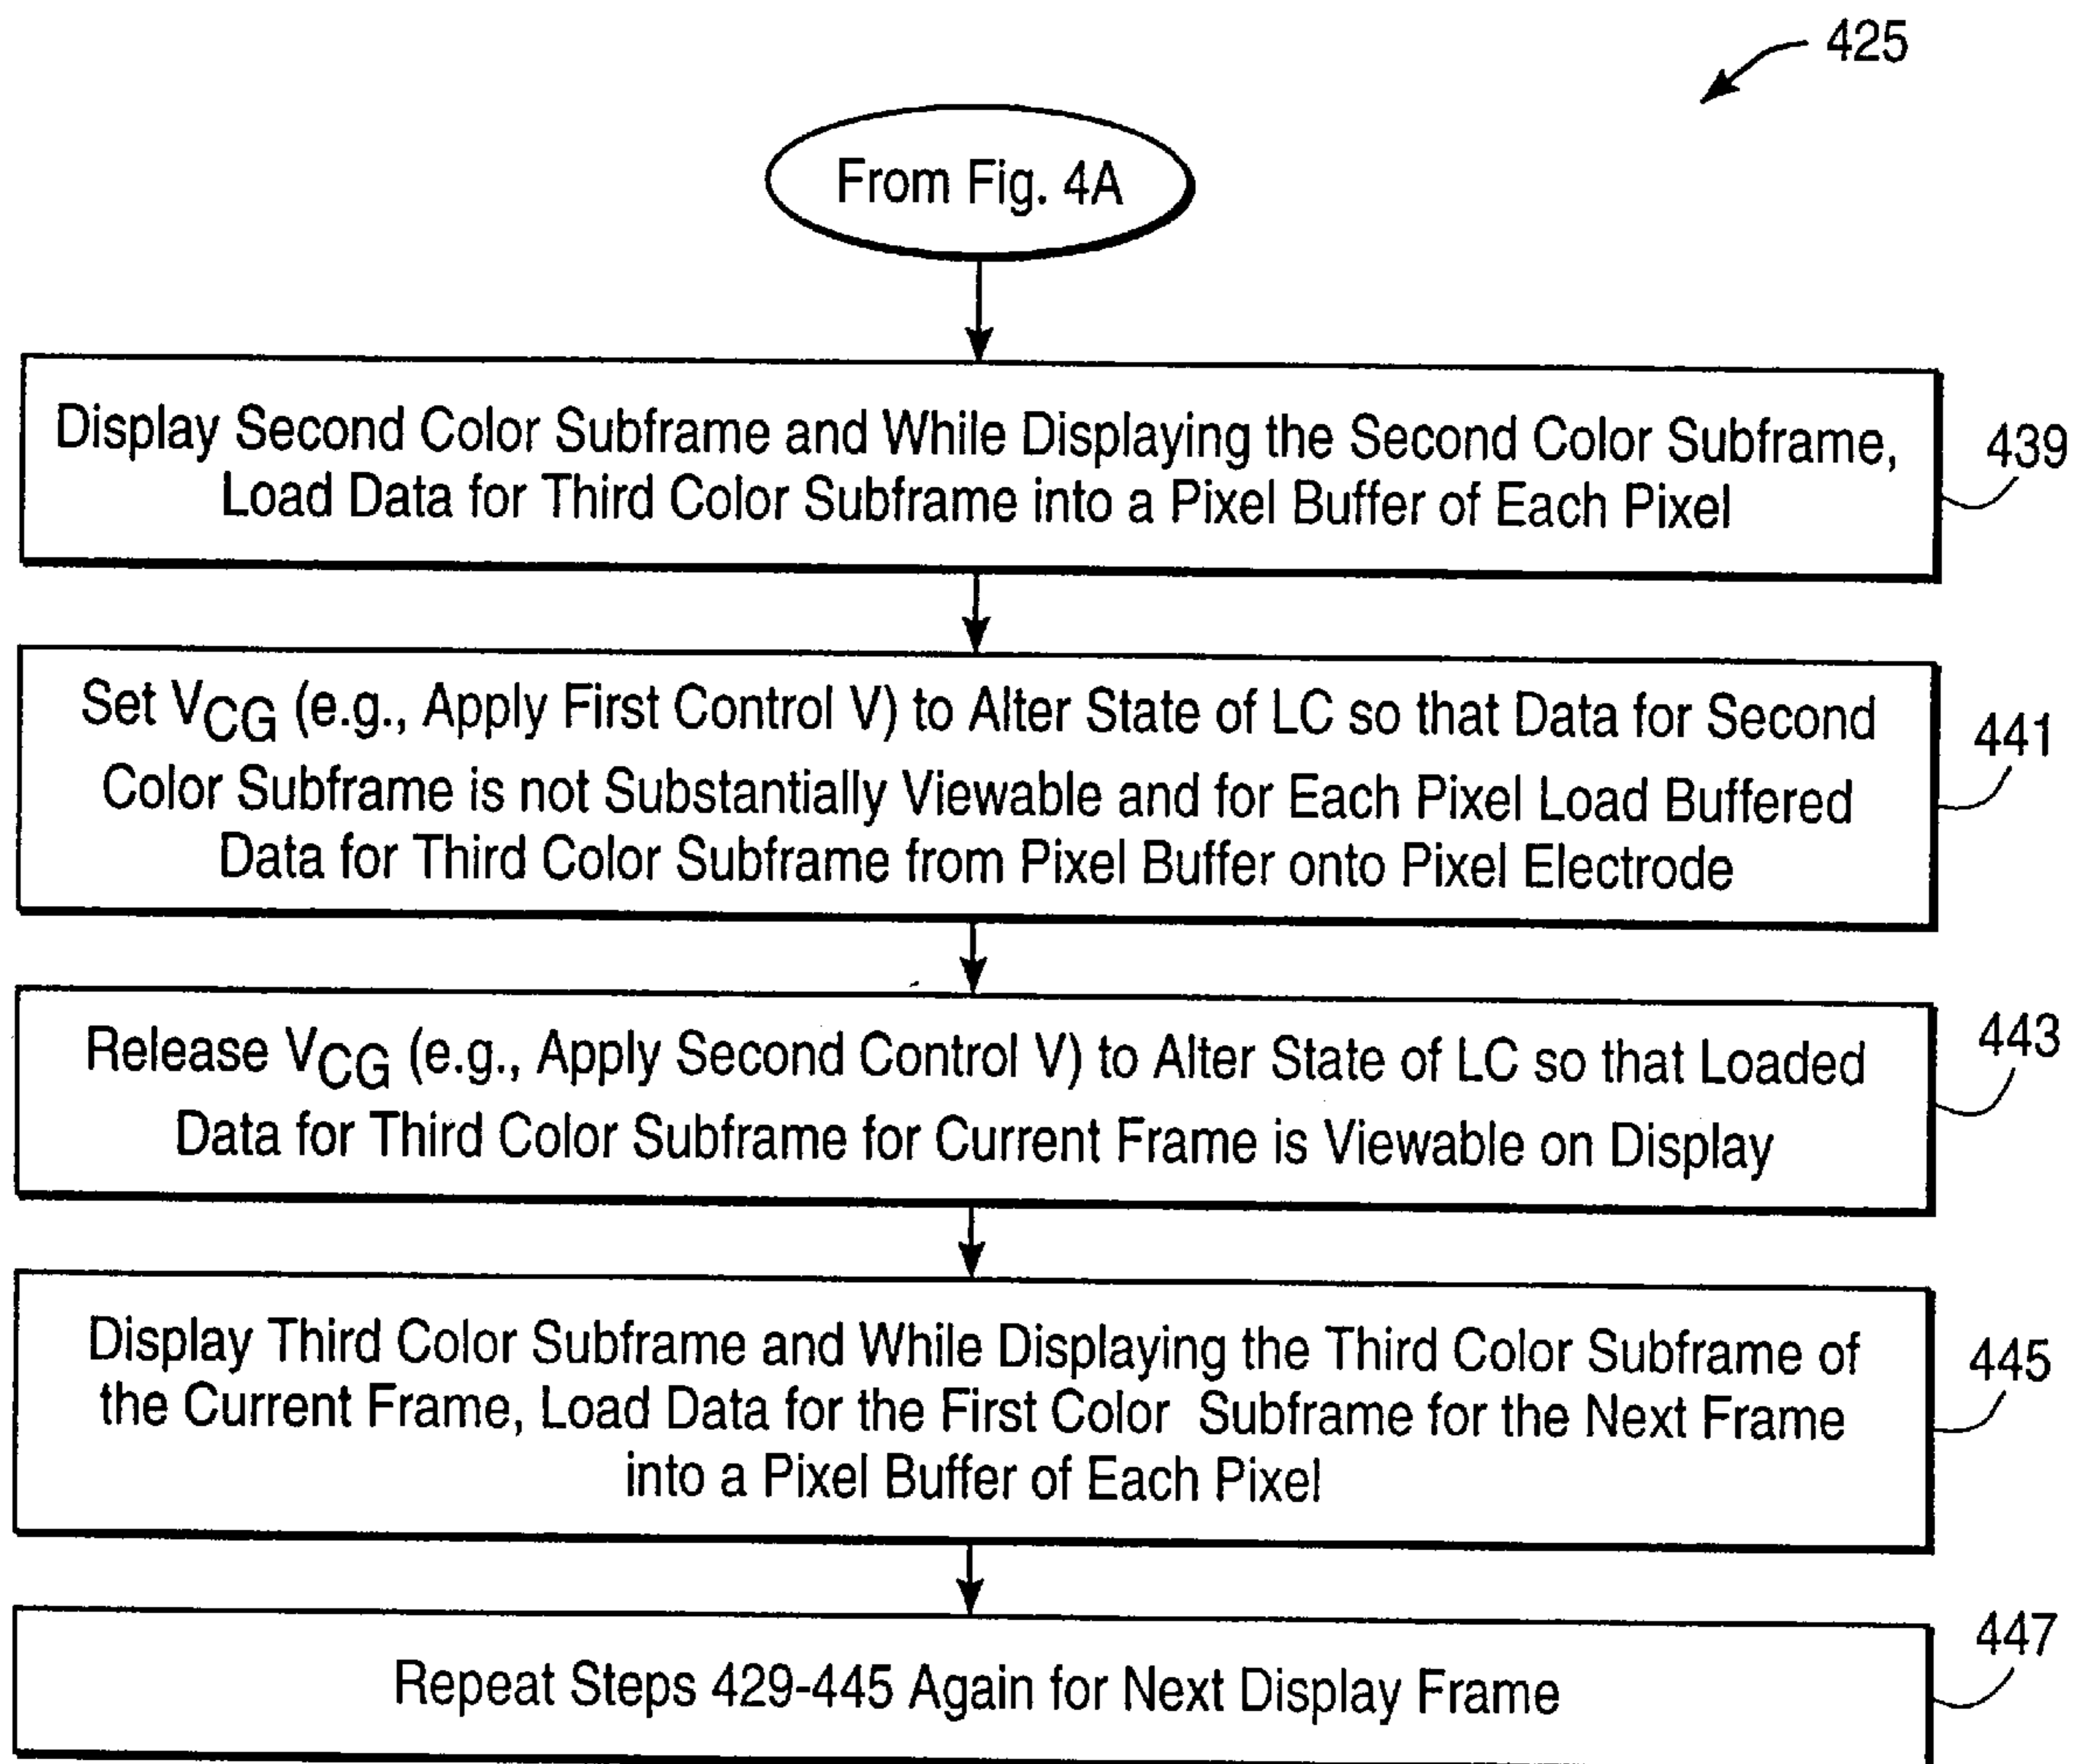 425
From Fig. 4A
Display Second Color Subframe and While Displaying the Second Color Subframe,
Load Data for Third Color Subframe into a Pixel Buffer of Each Pixel
439
Set VCG (e.g., Apply First Control V) to Alter State of LC so that Data for Second
Color Subframe is not Substantially Viewable and for Each Pixel Load Buffered
Data for Third Color Subframe from Pixel Buffer onto Pixel Electrode
441
Release VCG (e.g., Apply Second Control V) to Alter State of LC so that Loaded
Data for Third Color Subframe for Current Frame is Viewable on Display
443
Display Third Color Subframe and While Displaying the Third Color Subframe of
the Current Frame, Load Data for the First Color Subframe for the Next Frame
into a Pixel Buffer of Each Pixel
445
Repeat Steps 429-445 Again for Next Display Frame
447